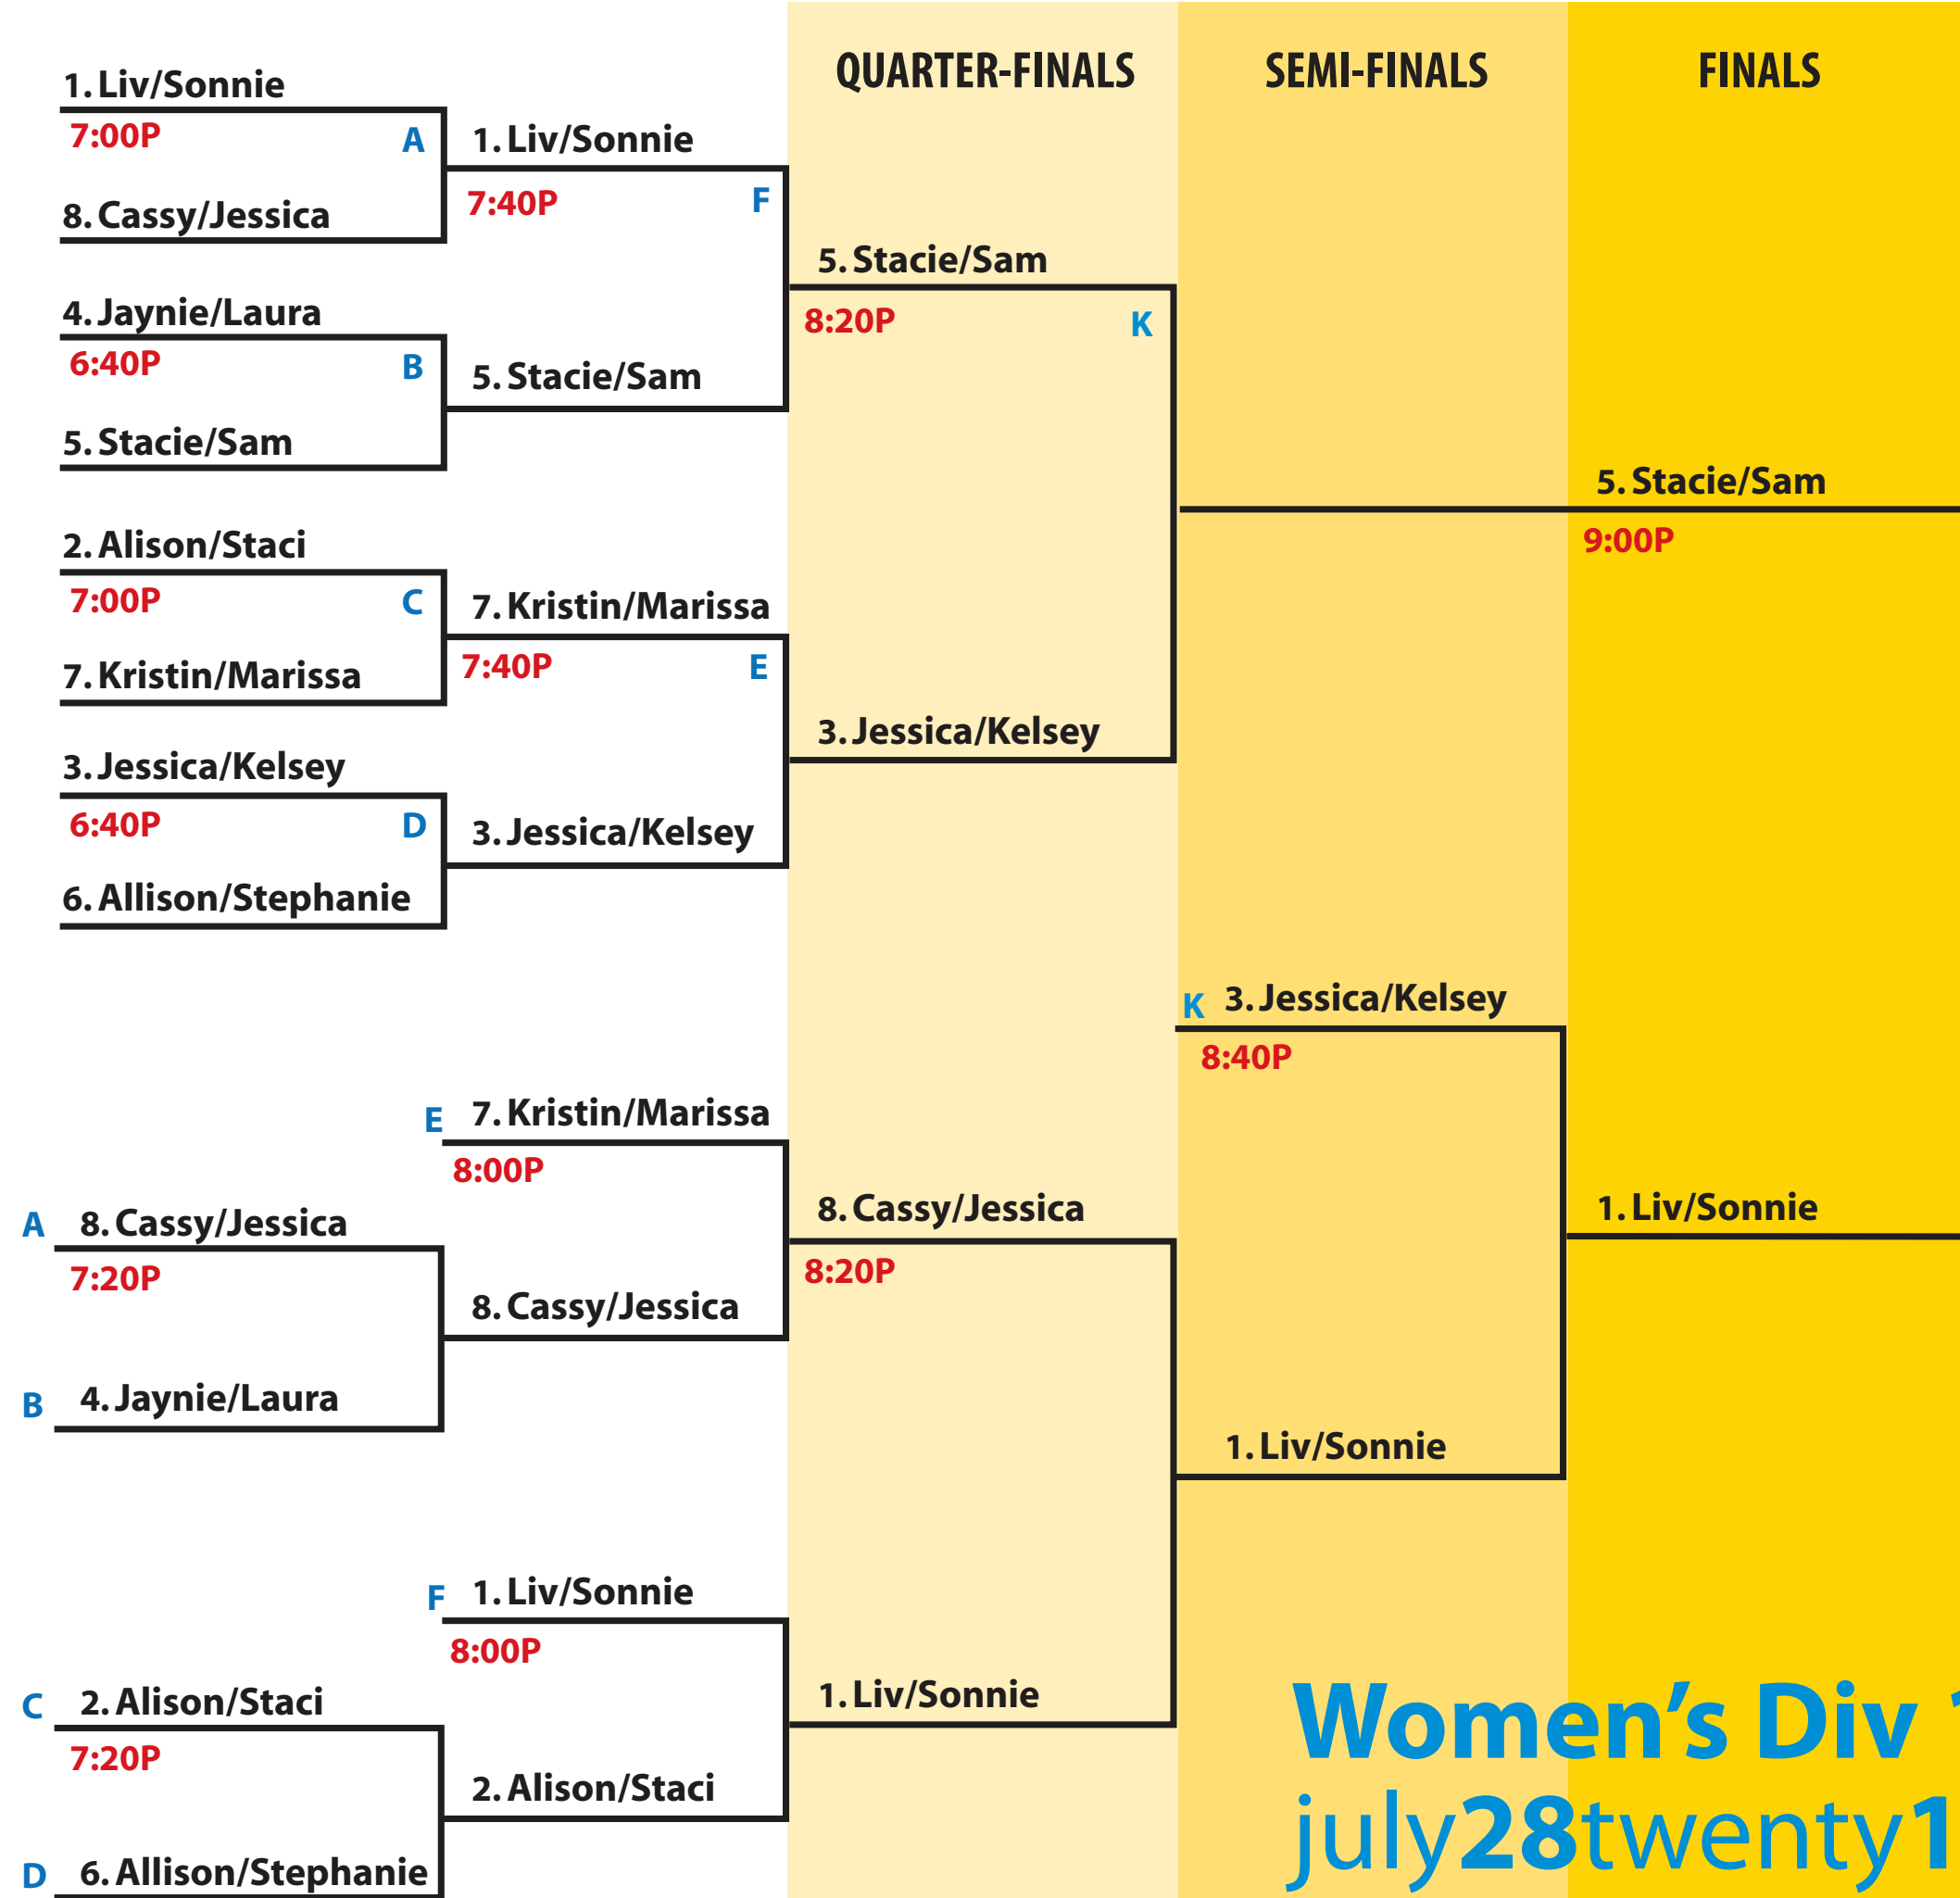 QUARTER-FINALS
SEMI-FINALS
FINALS
1. Liv/Sonnie
7:00P
A
8. Cassy/Jessica
4. Jaynie/Laura
6:40P
B
5. Stacie/Sam
2. Alison/Staci
7:00P
C
7. Kristin/Marissa
3. Jessica/Kelsey
6:40P
D
6. Allison/Stephanie
1. Liv/Sonnie
7:40P
F
5. Stacie/Sam
7. Kristin/Marissa
7:40P
E
3. Jessica/Kelsey
5. Stacie/Sam
8:20P
K
3. Jessica/Kelsey
5. Stacie/Sam
9:00P
A
8. Cassy/Jessica
7:20P
B
4. Jaynie/Laura
C
2. Alison/Staci
7:20P
D
6. Allison/Stephanie
E
7. Kristin/Marissa
8:00P
8. Cassy/Jessica
F
1. Liv/Sonnie
8:00P
2. Alison/Staci
8. Cassy/Jessica
8:20P
1. Liv/Sonnie
K
3. Jessica/Kelsey
8:40P
1. Liv/Sonnie
1. Liv/Sonnie
Women's Div 1
july28twenty1